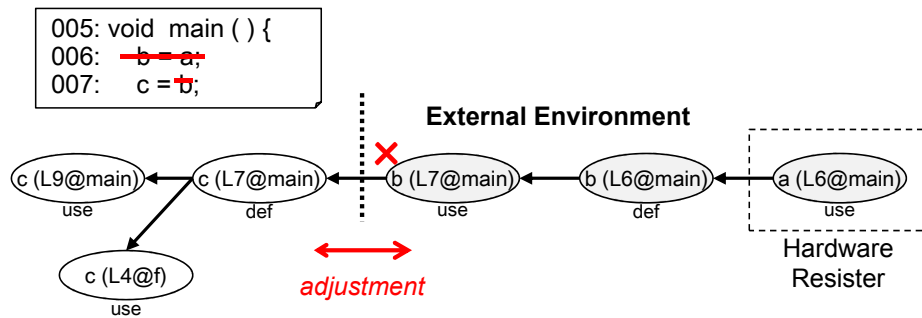 005: void main ( ) {
006: b = a;
007: c = b;
External Environment
c (L9@main)
use
c (L7@main)
def
b (L7@main)
use
b (L6@main)
def
a (L6@main)
use
c (L4@f)
use
adjustment
Hardware
Resister